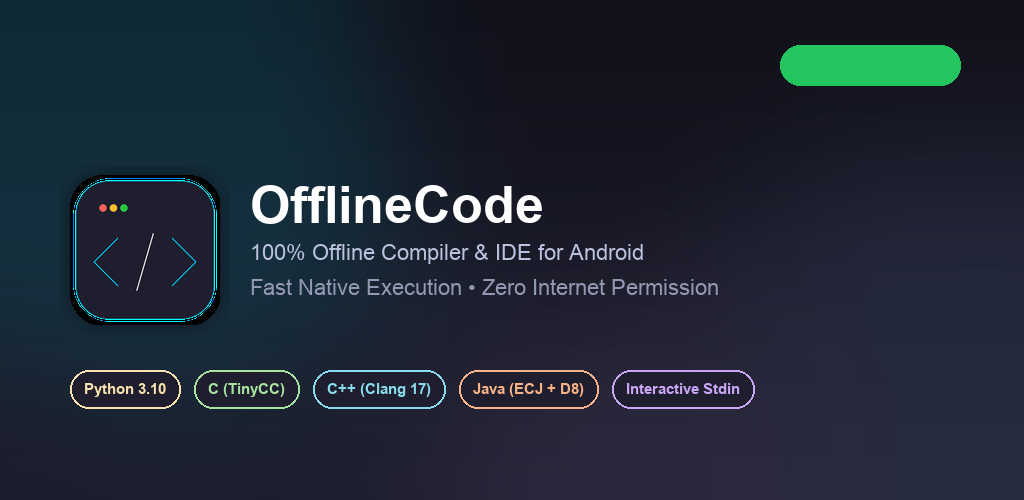 OfflineCode
100% Offline Compiler & IDE for Android
Fast Native Execution • Zero Internet Permission
Python 3.10
C (TinyCC)
C++ (Clang 17)
Java (ECJ + D8)
Interactive Stdin